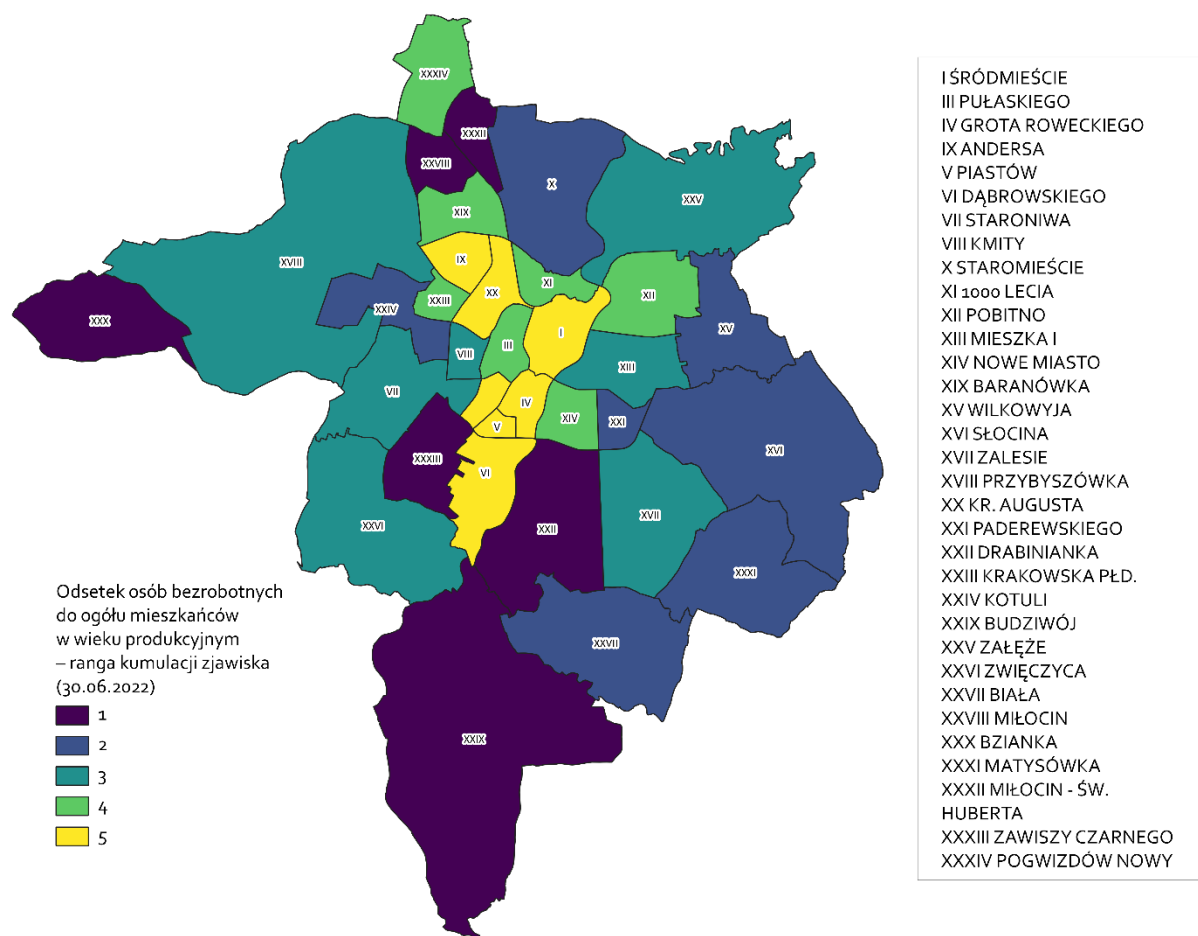 XXXIV
XXXII
XXVIII
X
XXV
XIX
XVIII
IX
XX
XI
XII
XXIII
XXIV
XXX
I
XV
III
VIII
XIII
VII
IV
XIV
XXI
V
XVI
XXXIII
VI
XXII
XVII
XXVI
XXXI
XXVII
XXIX
Odsetek osób bezrobotnych
do ogółu mieszkańców
w wieku produkcyjnym
– ranga kumulacji zjawiska
(30.06.2022)
1
2
3
4
5
I ŚRÓDMIEŚCIE
III PUŁASKIEGO
IV GROTA ROWECKIEGO
IX ANDERSA
V PIASTÓW
VI DĄBROWSKIEGO
VII STARONIWA
VIII KMITY
X STAROMIEŚCIE
XI 1000 LECIA
XII POBITNO
XIII MIESZKA I
XIV NOWE MIASTO
XIX BARANÓWKA
XV WILKOWYJA
XVI SŁOCINA
XVII ZALESIE
XVIII PRZYBYSZÓWKA
XX KR. AUGUSTA
XXI PADEREWSKIEGO
XXII DRABINIANKA
XXIII KRAKOWSKA PŁD.
XXIV KOTULI
XXIX BUDZIWÓJ
XXV ZAŁĘŻE
XXVI ZWIĘCZYCA
XXVII BIAŁA
XXVIII MIŁOCIN
XXX BZIANKA
XXXI MATYSÓWKA
XXXII MIŁOCIN - ŚW.
HUBERTA
XXXIII ZAWISZY CZARNEGO
XXXIV POGWIZDÓW NOWY